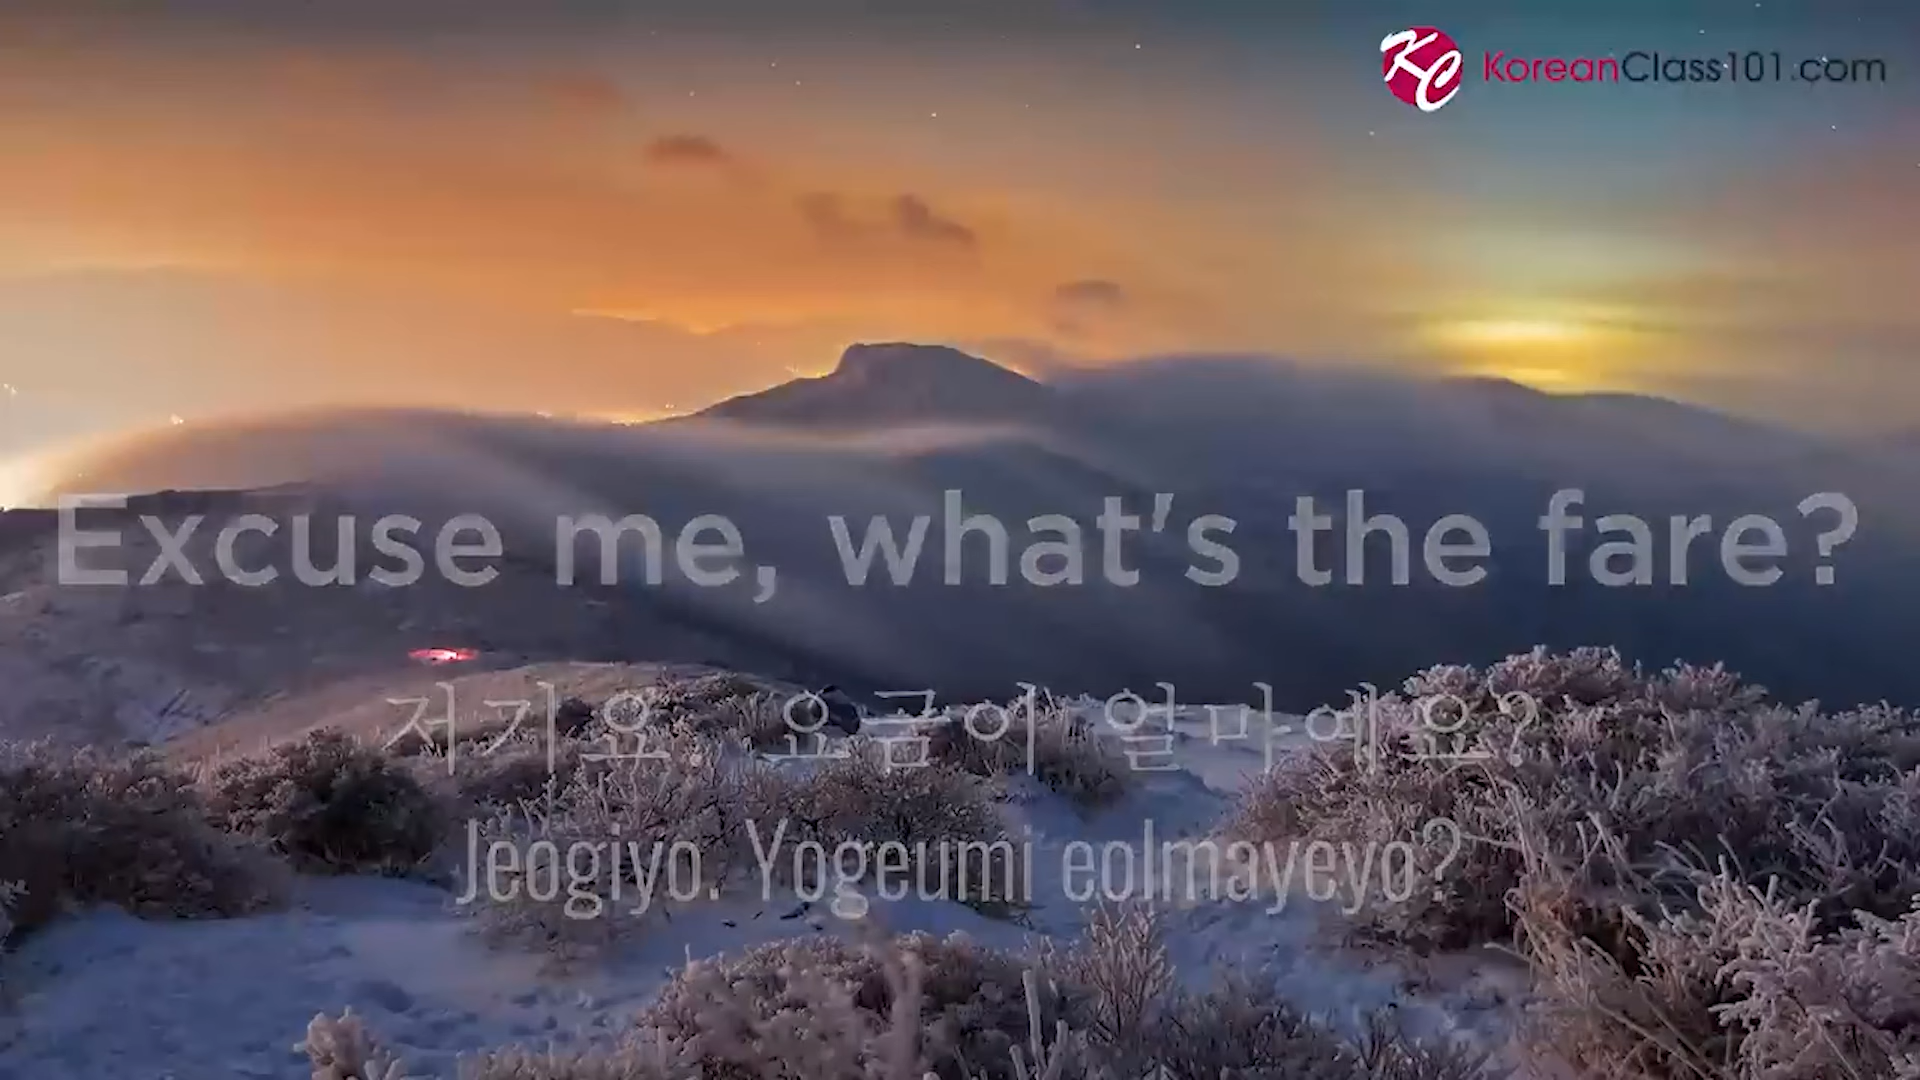 KC KoreanClass101.com
Excuse me, what's the fare?
저기요. 요금이 얼마예요?
Jeogiyo. Yogeumi eolmayeyo?